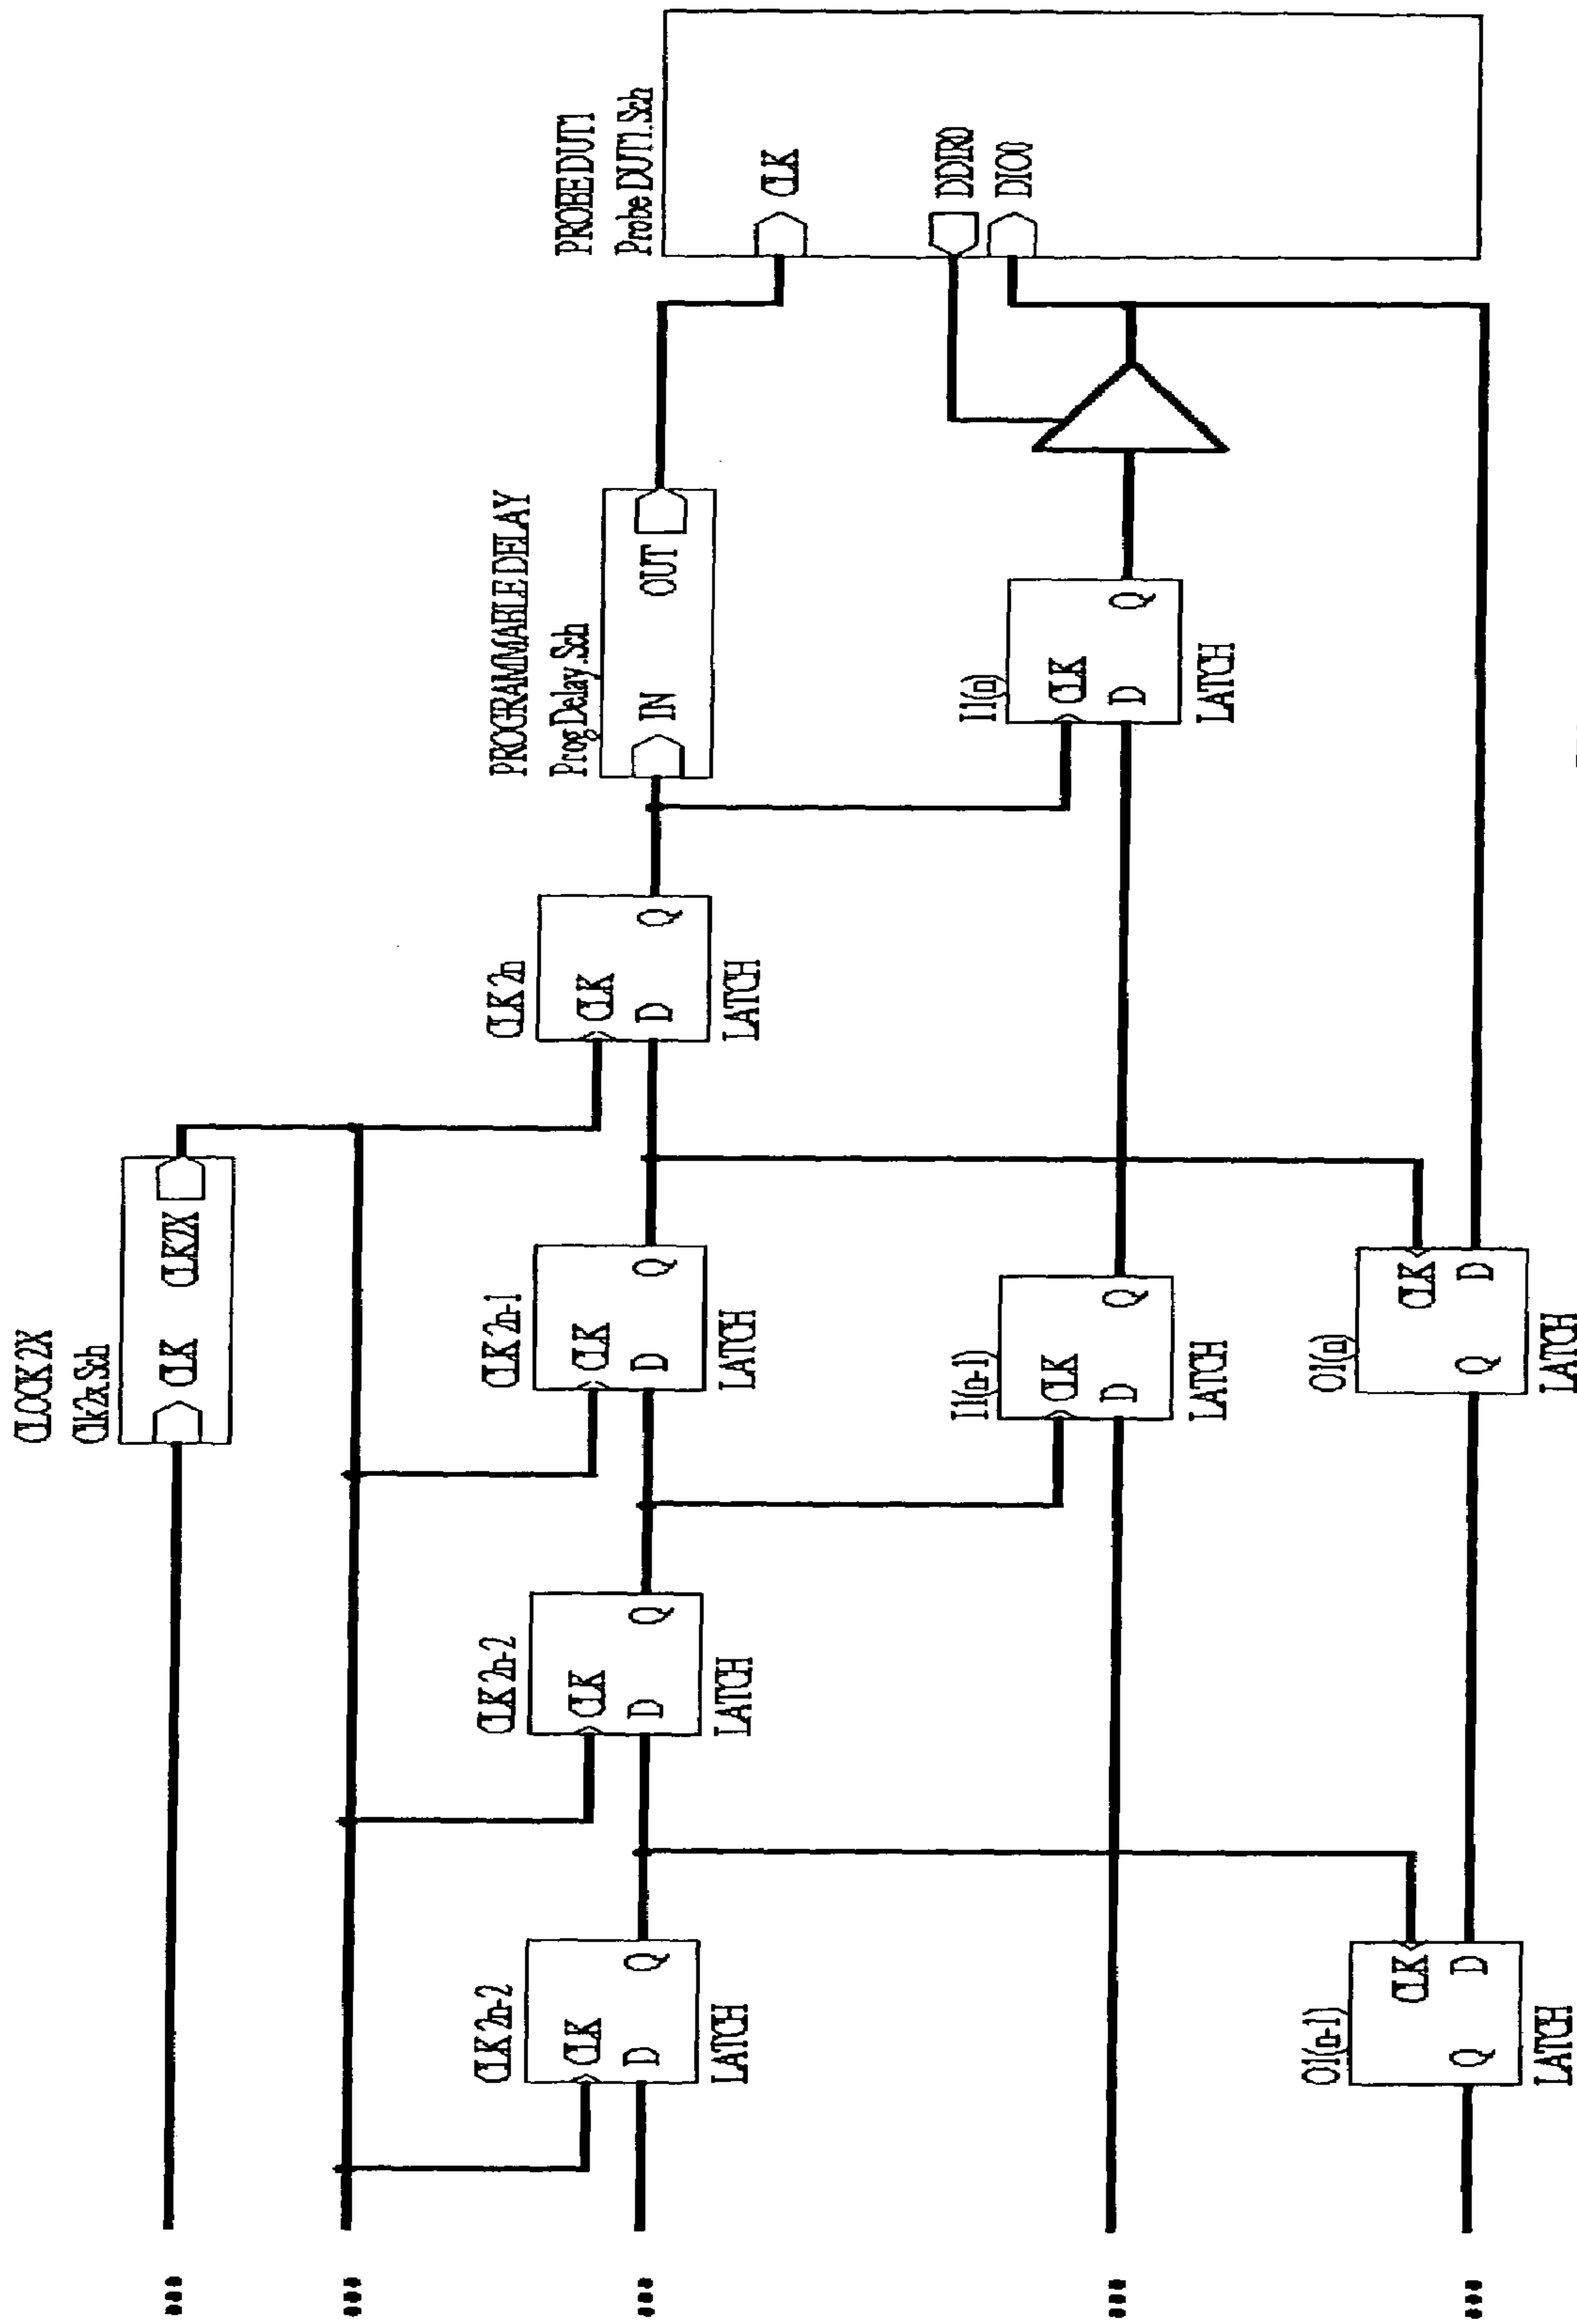 CLOCK 2X
Clk2x Sch
CLK CLK2X
PROGRAMMABLE DELAY
Prog Delay.Sch
IN OUT
PROBE DUT1
Probe DUT1.Sch
CLK
DDIR0
DIO0
CLK 2n-2
CLK
D Q
LATCH
CLK 2n-2
CLK
D Q
LATCH
CLK 2n-1
CLK
D Q
LATCH
CLK 2n
CLK
D Q
LATCH
I1(n-1)
CLK
D Q
LATCH
I1(n)
CLK
D Q
LATCH
O1(n-1)
CLK
Q D
LATCH
O1(n)
CLK
Q D
LATCH